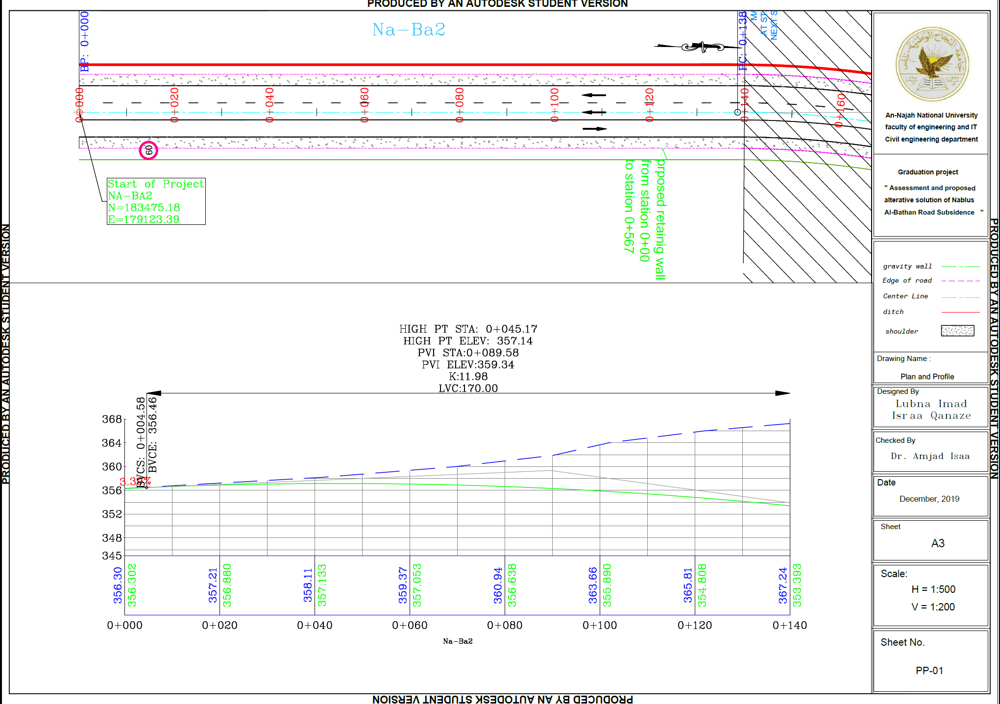 PRODUCED BY AN AUTODESK STUDENT VERSION
Na-Ba2
BP: 0+000
PC: 0+138
AT ST
NEXT S
0+000
0+020
0+040
0+060
0+080
0+100
0+120
0+140
0+160
60
Start of Project
NA-BA2
N=183475.18
E=179123.39
prposed retainig wall
from station 0+00
to station 0+567
HIGH PT STA: 0+045.17
HIGH PT ELEV: 357.14
PVI STA:0+089.58
PVI ELEV:359.34
K:11.98
LVC:170.00
BVCS: 0+004.58
BVCE: 356.46
368
364
360
356
352
348
345
356.30
356.302
357.21
356.880
358.11
357.133
359.37
357.053
360.94
356.638
363.66
355.890
365.81
354.808
367.24
353.393
0+000
0+020
0+040
0+060
0+080
0+100
0+120
0+140
Na-Ba2
جامعة النجاح الوطنية - نابلس
An-Najah National University
faculty of engineering and IT
Civil engineering department
Graduation project
" Assessment and proposed
alterative solution of Nablus
Al-Bathan Road Subsidence "
gravity wall
Edge of road
Center Line
ditch
shoulder
Drawing Name :
Plan and Profile
Designed By
Lubna Imad
Israa Qanaze
Checked By
Dr. Amjad Isaa
Date
December, 2019
Sheet
A3
Scale:
H = 1:500
V = 1:200
Sheet No.
PP-01
PRODUCED BY AN AUTODESK STUDENT VERSION
PRODUCED BY AN AUTODESK STUDENT VERSION
PRODUCED BY AN AUTODESK STUDENT VERSION